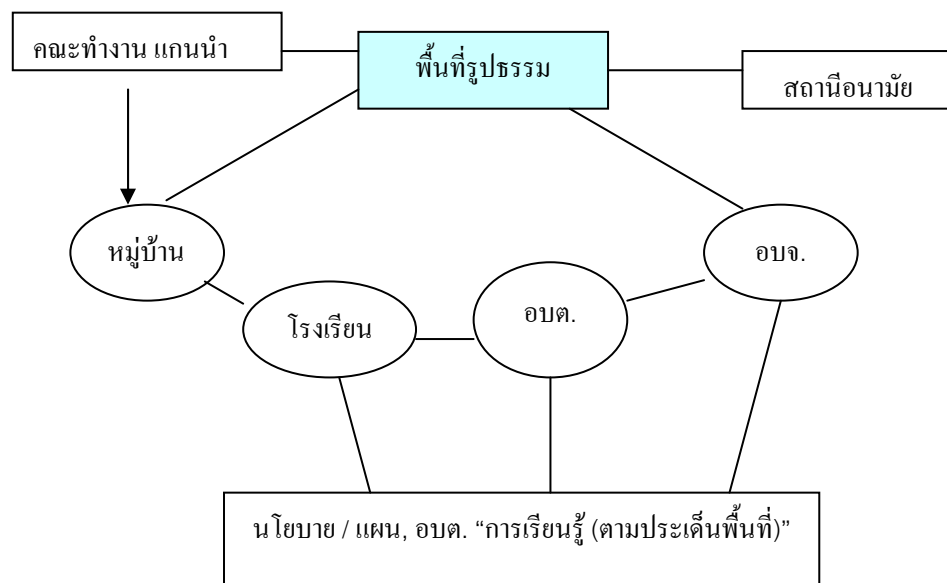 คณะทำงาน แกนนำ
พื้นที่รูปธรรม
สถานีอนามัย
หมู่บ้าน
อบจ.
โรงเรียน
อบต.
นโยบาย / แผน, อบต. “การเรียนรู้ (ตามประเด็นพื้นที่)”